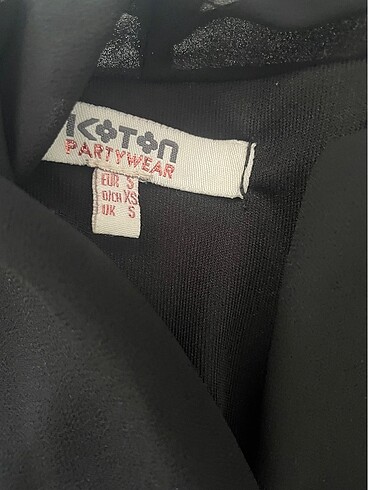 KOTON
PARTYWEAR
EUR S
D/CH XS
UK S